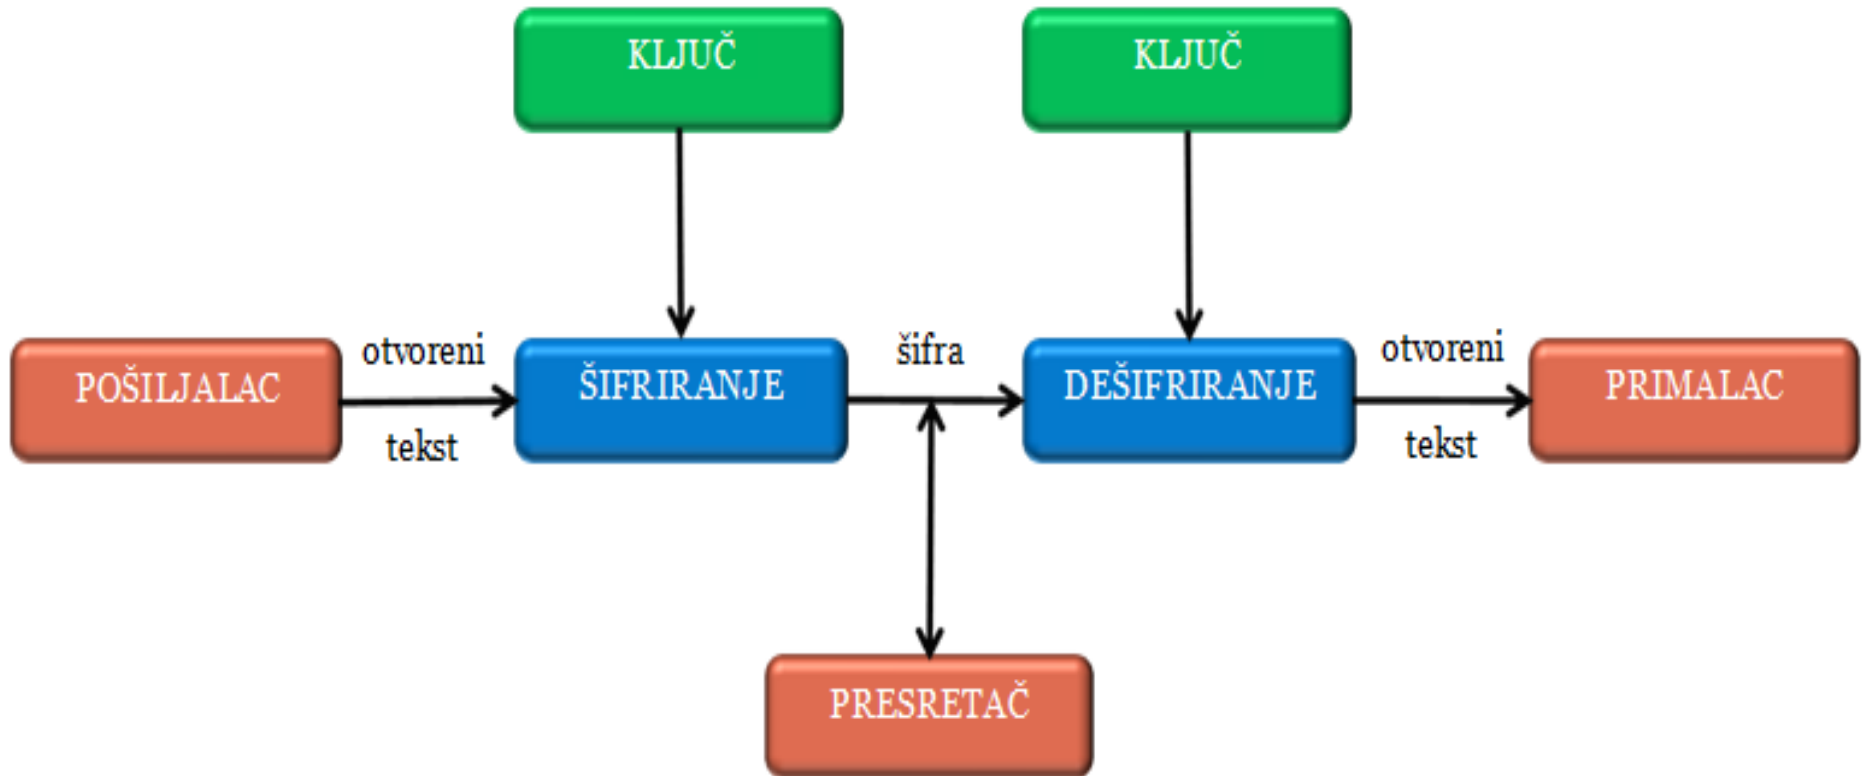 KLJUČ
KLJUČ
POŠILJALAC
otvoreni
tekst
ŠIFRIRANJE
šifra
DEŠIFRIRANJE
otvoreni
tekst
PRIMALAC
PRESRETAČ